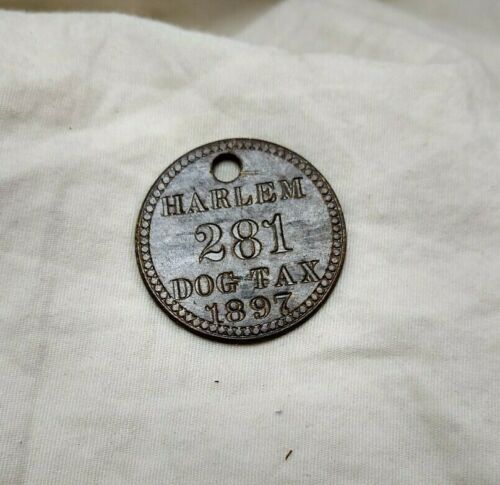 HARLEM
281
DOG TAX
1897